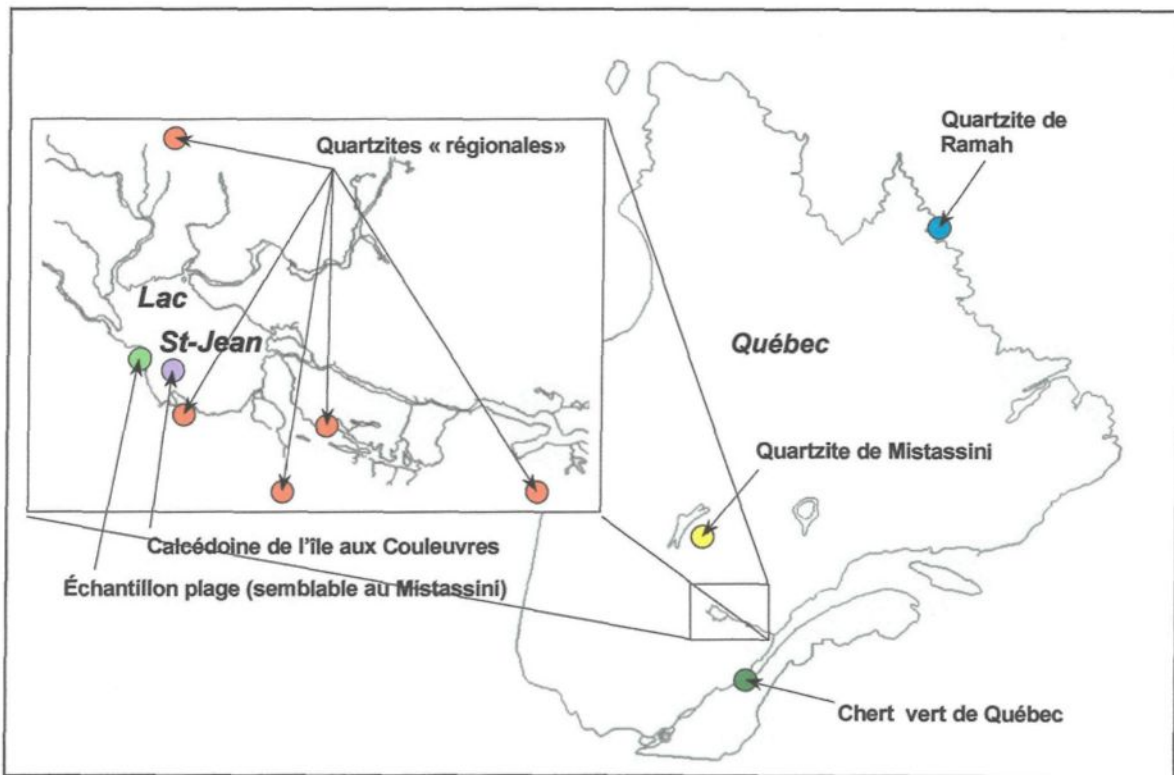 Quartzite de
Ramah
Quartzites « régionales»
Lac
St-Jean
Québec
Quartzite de Mistassini
Calcédoine de l'île aux Couleuvres
Échantillon plage (semblable au Mistassini)
Chert vert de Québec